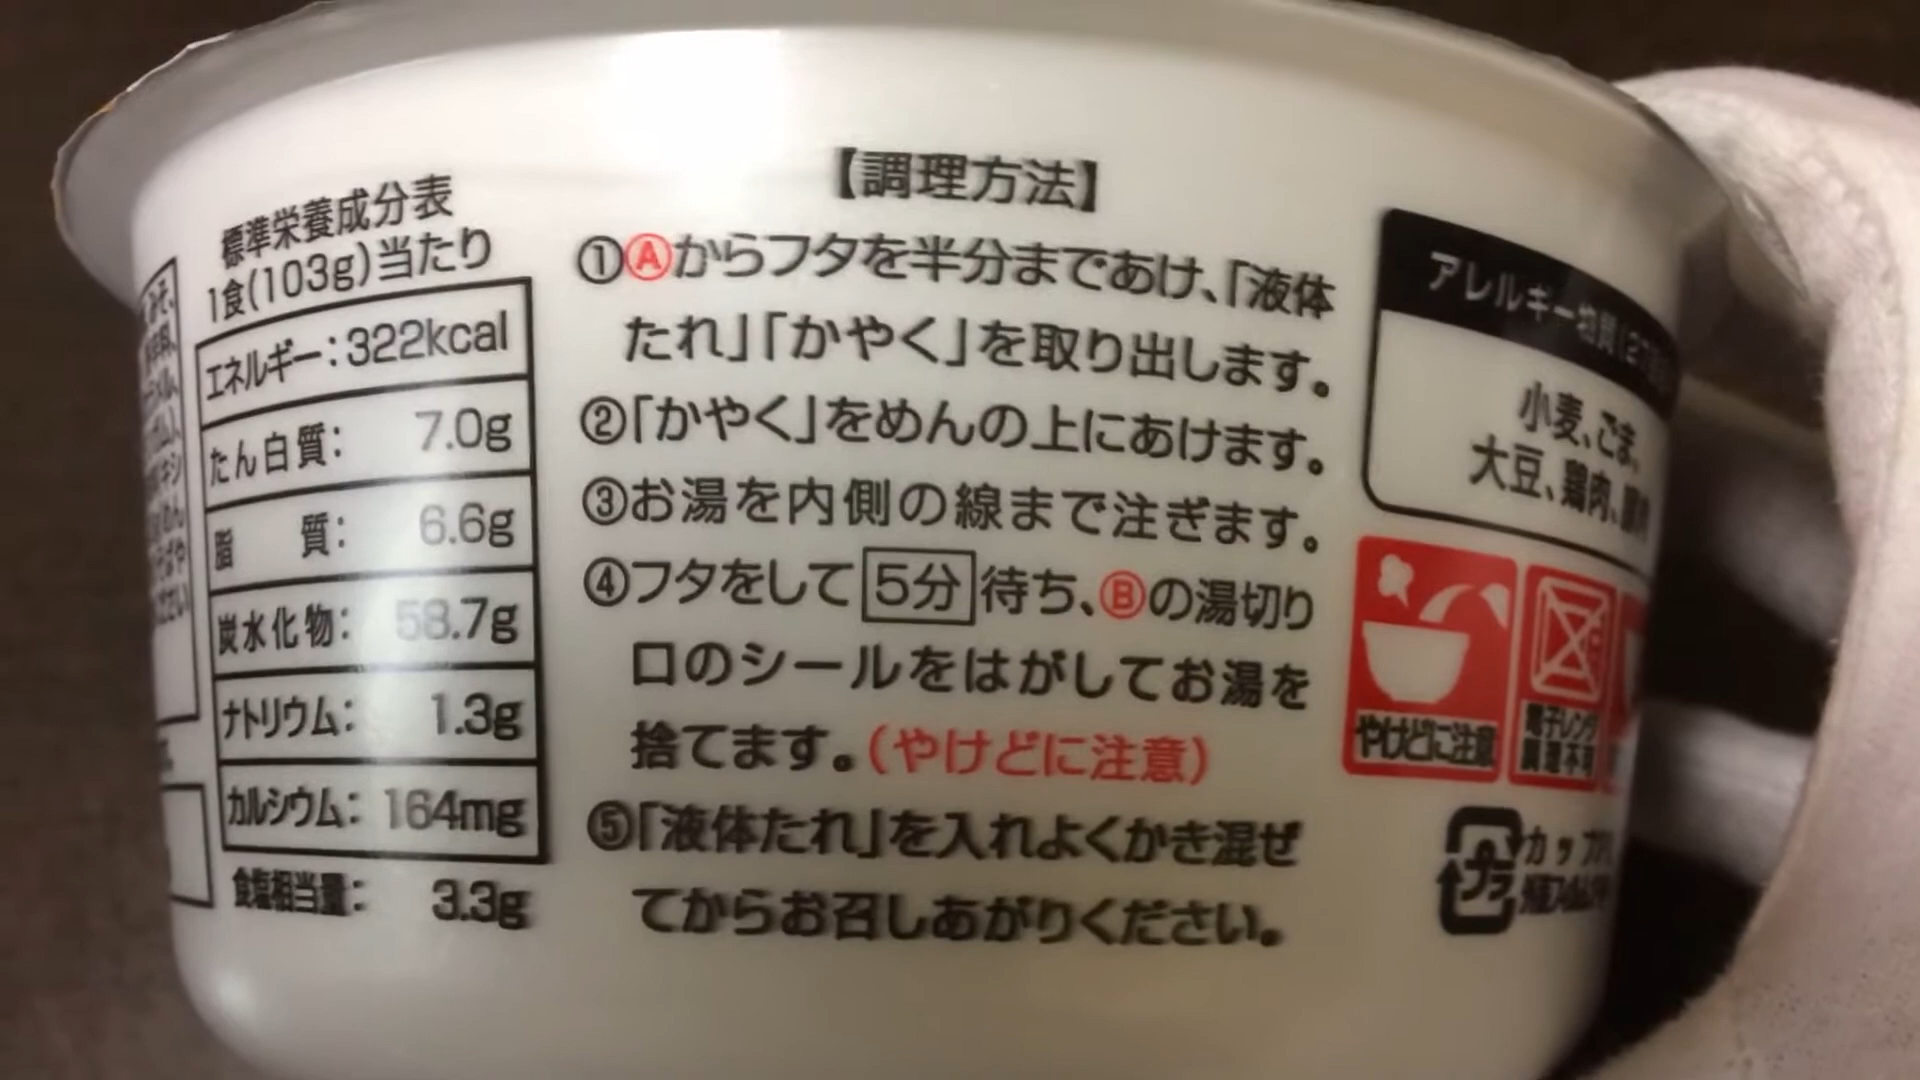 標準栄養成分表
1食(103g)当たり
エネルギー:322kcal
たん白質: 7.0g
脂 質: 6.6g
炭水化物: 58.7g
ナトリウム: 1.3g
カルシウム: 164mg
食塩相当量: 3.3g
【調理方法】
①Ⓐからフタを半分まであけ、「液体
たれ」「かやく」を取り出します。
②「かやく」をめんの上にあけます。
③お湯を内側の線まで注ぎます。
④フタをして5分待ち、Ⓑの湯切り
口のシールをはがしてお湯を
捨てます。(やけどに注意)
⑤「液体たれ」を入れよくかき混ぜ
てからお召しあがりください。
アレルギー物質
小麦、ごま、
大豆、鶏肉、
やけどに注意
電子レンジ
調理不可
プラ
カップ